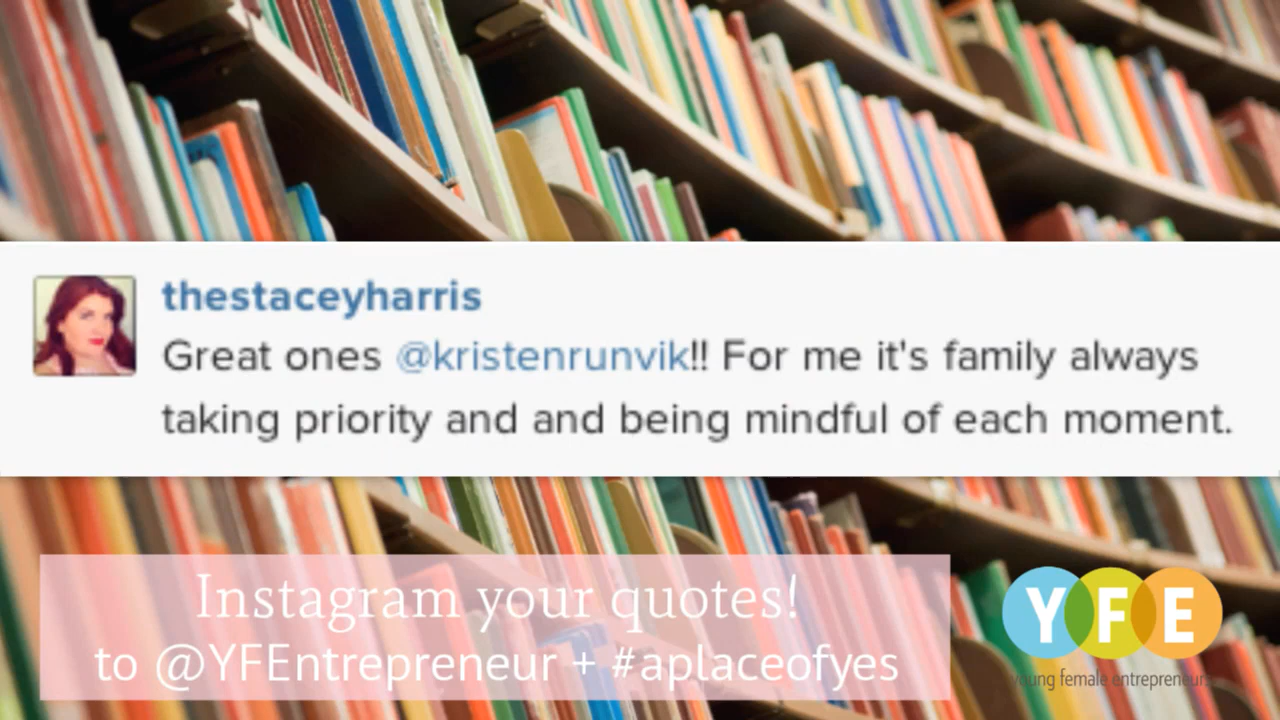 thestaceyharris
Great ones @kristenrunvik!! For me it's family always
taking priority and and being mindful of each moment.
Instagram your quotes!
to @YFEntrepreneur + #aplaceofyes
YFE
young female entrepreneurs